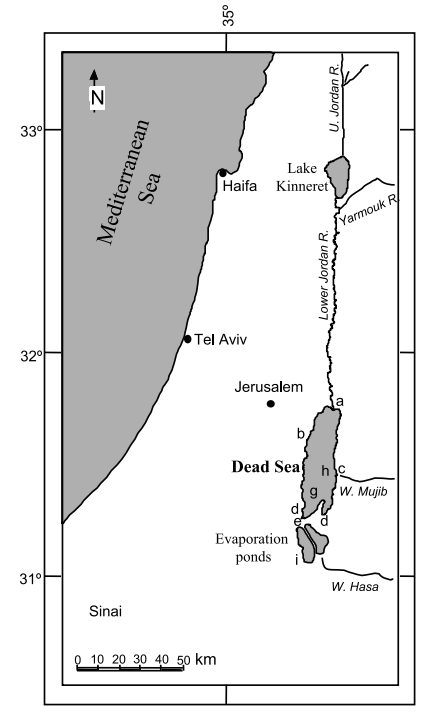 35°
33°
32°
31°
N
Mediterranean
Sea
U. Jordan R.
Lake
Kinneret
Haifa
Yarmouk R.
Lower Jordan R.
Tel Aviv
Jerusalem
a
b
Dead Sea
h
c
g
W. Mujib
d
d
e
Evaporation
ponds
i
W. Hasa
Sinai
0 10 20 30 40 50 km